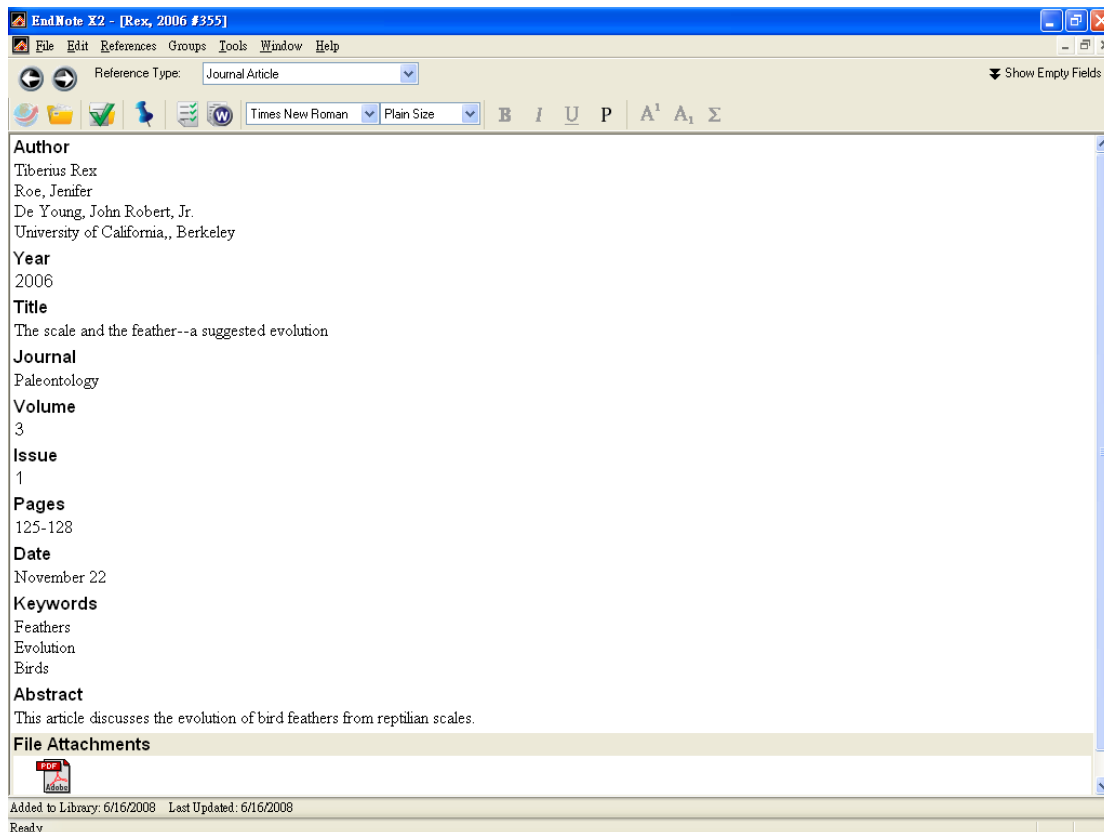 EndNote X2 - [Rex, 2006 #355]
File Edit References Groups Tools Window Help
Reference Type: Journal Article Show Empty Fields
Times New Roman Plain Size B I U P A¹ A₁ Σ
Author
Tiberius Rex
Roe, Jenifer
De Young, John Robert, Jr.
University of California,, Berkeley
Year
2006
Title
The scale and the feather--a suggested evolution
Journal
Paleontology
Volume
3
Issue
1
Pages
125-128
Date
November 22
Keywords
Feathers
Evolution
Birds
Abstract
This article discusses the evolution of bird feathers from reptilian scales.
File Attachments
PDF
Adobe
Added to Library: 6/16/2008 Last Updated: 6/16/2008
Ready